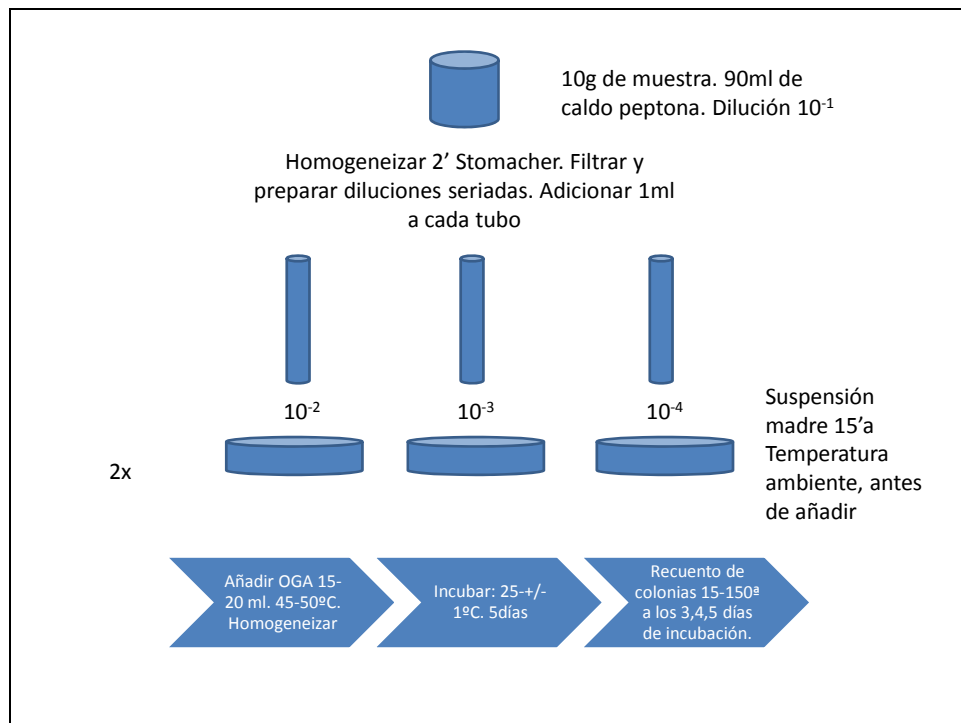 10g de muestra. 90ml de
caldo peptona. Dilución 10⁻¹
Homogeneizar 2’ Stomacher. Filtrar y
preparar diluciones seriadas. Adicionar 1ml
a cada tubo
10⁻²
10⁻³
10⁻⁴
2x
Suspensión
madre 15’a
Temperatura
ambiente, antes
de añadir
Añadir OGA 15-
20 ml. 45-50ºC.
Homogeneizar
Incubar: 25-+/-
1ºC. 5días
Recuento de
colonias 15-150ª
a los 3,4,5 días
de incubación.